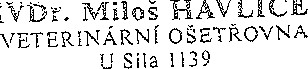 MVDr. Miloš HAVLICE
VETERINÁRNÍ OŠETŘOVNA
U Sila 1139